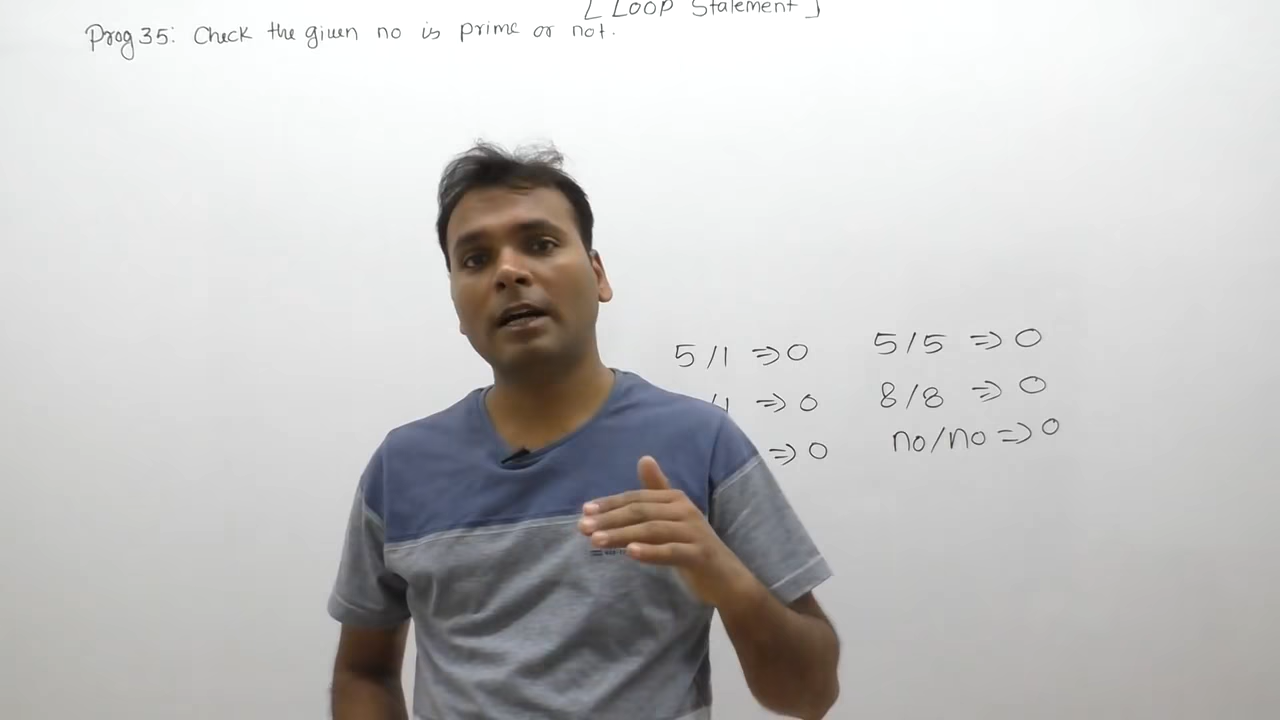 [ Loop Statement ]
Prog 35: Check the given no is prime or not.
5/1 => 0 5/5 => 0
/1 => 0 8/8 => 0
=> 0 no/no => 0